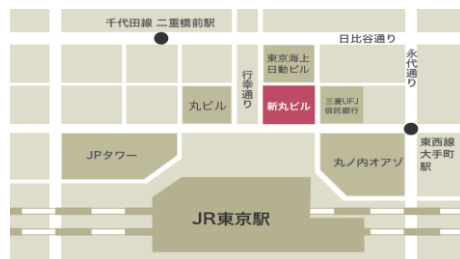 千代田線 二重橋前駅
日比谷通り
東京海上
日動ビル
永代通り
行幸通り
丸ビル
新丸ビル
三菱UFJ
信託銀行
JPタワー
丸ノ内オアゾ
東西線
大手町
駅
JR東京駅